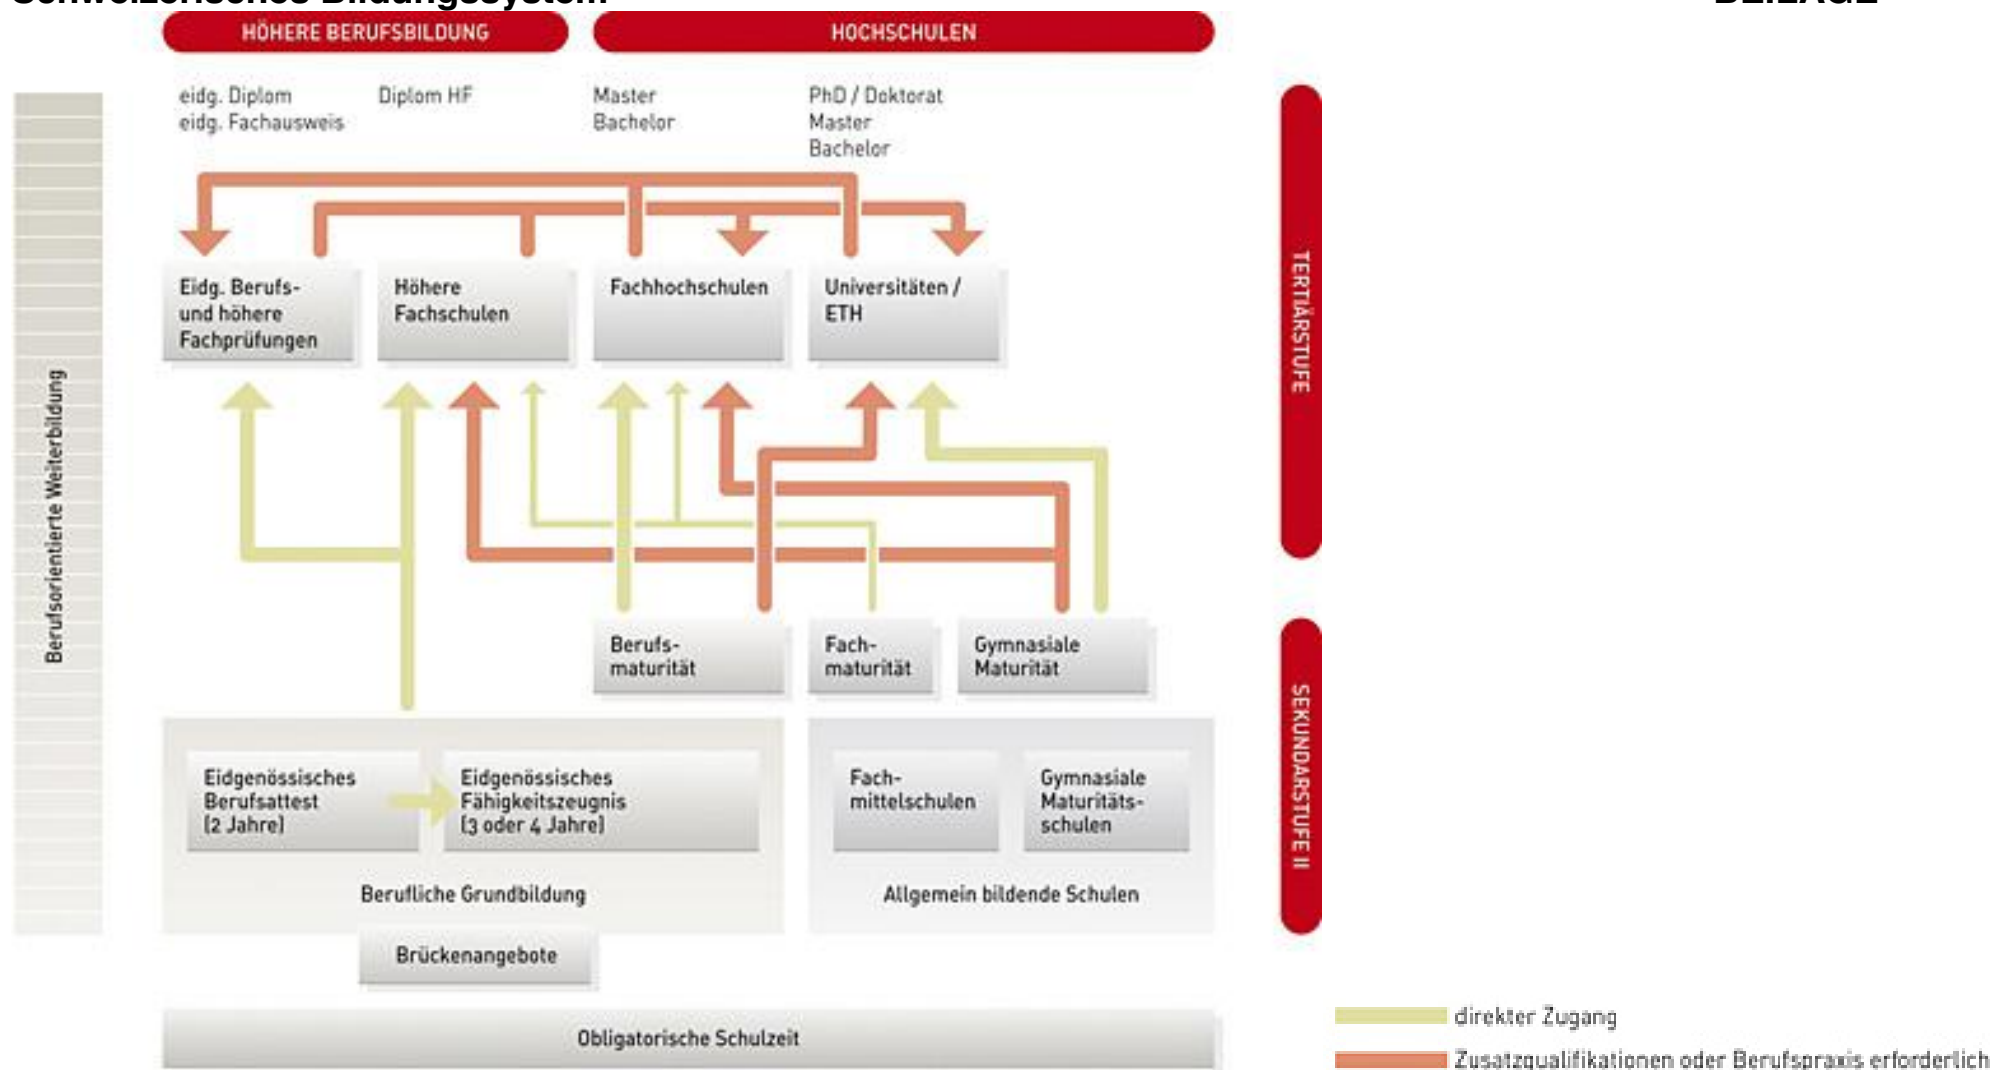 Schweizerisches Bildungssystem
BEILAGE
HÖHERE BERUFSBILDUNG
HOCHSCHULEN
eidg. Diplom
eidg. Fachausweis
Diplom HF
Master
Bachelor
PhD / Doktorat
Master
Bachelor
Eidg. Berufs-
und höhere
Fachprüfungen
Höhere
Fachschulen
Fachhochschulen
Universitäten /
ETH
TERTIÄRSTUFE
Berufsorientierte Weiterbildung
Berufs-
maturität
Fach-
maturität
Gymnasiale
Maturität
SEKUNDARSTUFE II
Eidgenössisches
Berufsattest
(2 Jahre)
Eidgenössisches
Fähigkeitszeugnis
(3 oder 4 Jahre)
Fach-
mittelschulen
Gymnasiale
Maturitäts-
schulen
Berufliche Grundbildung
Allgemein bildende Schulen
Brückenangebote
Obligatorische Schulzeit
direkter Zugang
Zusatzqualifikationen oder Berufspraxis erforderlich